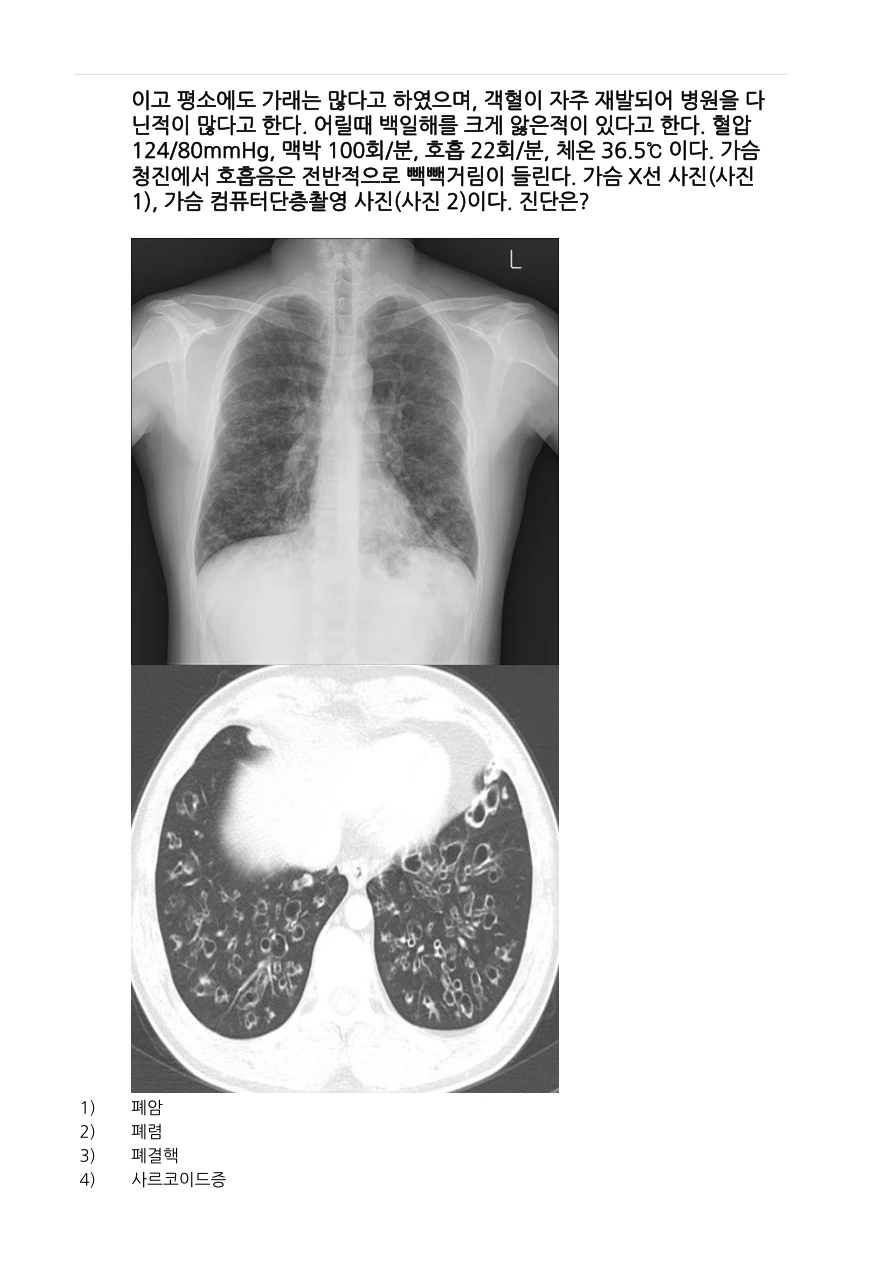 이고 평소에도 가래는 많다고 하였으며, 객혈이 자주 재발되어 병원을 다
닌적이 많다고 한다. 어릴때 백일해를 크게 앓은적이 있다고 한다. 혈압
124/80mmHg, 맥박 100회/분, 호흡 22회/분, 체온 36.5℃ 이다. 가슴
청진에서 호흡음은 전반적으로 빽빽거림이 들린다. 가슴 X선 사진(사진
1), 가슴 컴퓨터단층촬영 사진(사진 2)이다. 진단은?
L
1) 폐암
2) 폐렴
3) 폐결핵
4) 사르코이드증